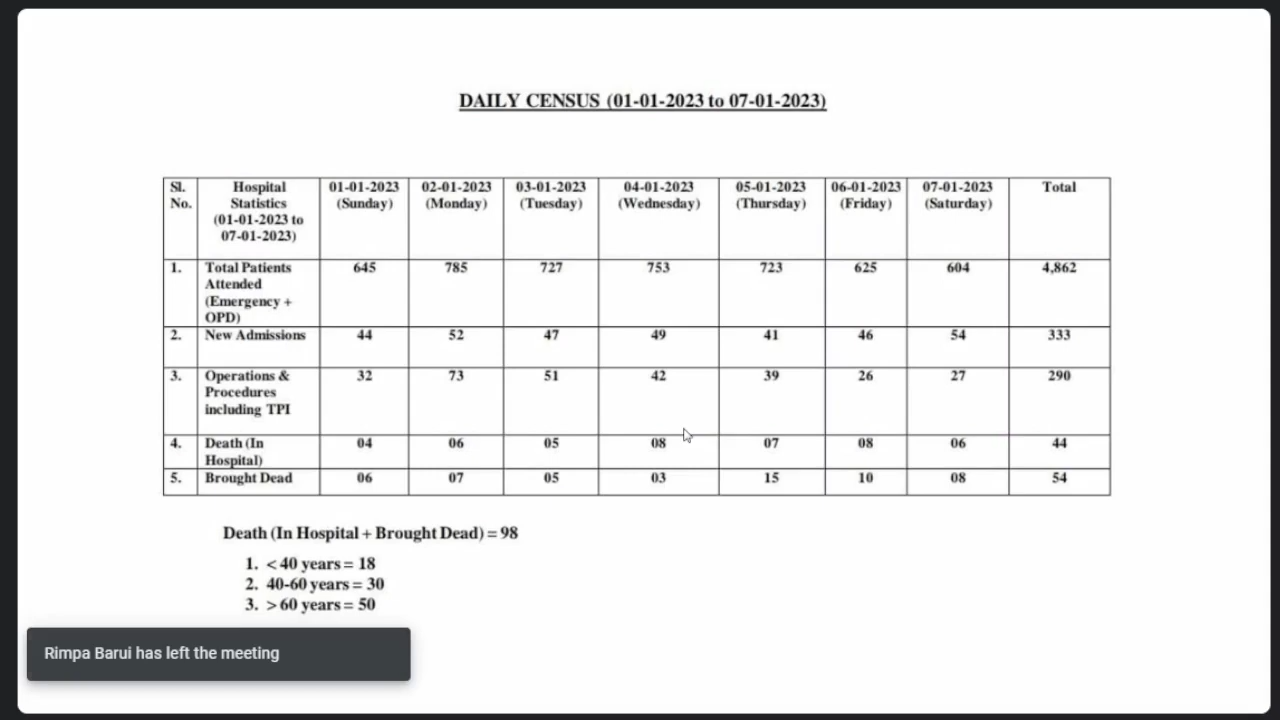 DAILY CENSUS (01-01-2023 to 07-01-2023)
Sl. No. Hospital Statistics (01-01-2023 to 07-01-2023) 01-01-2023 (Sunday) 02-01-2023 (Monday) 03-01-2023 (Tuesday) 04-01-2023 (Wednesday) 05-01-2023 (Thursday) 06-01-2023 (Friday) 07-01-2023 (Saturday) Total
1. Total Patients Attended (Emergency + OPD) 645 785 727 753 723 625 604 4,862
2. New Admissions 44 52 47 49 41 46 54 333
3. Operations & Procedures including TPI 32 73 51 42 39 26 27 290
4. Death (In Hospital) 04 06 05 08 07 08 06 44
5. Brought Dead 06 07 05 03 15 10 08 54
Death (In Hospital + Brought Dead) = 98
1. < 40 years = 18
2. 40-60 years = 30
3. > 60 years = 50
Rimpa Barui has left the meeting